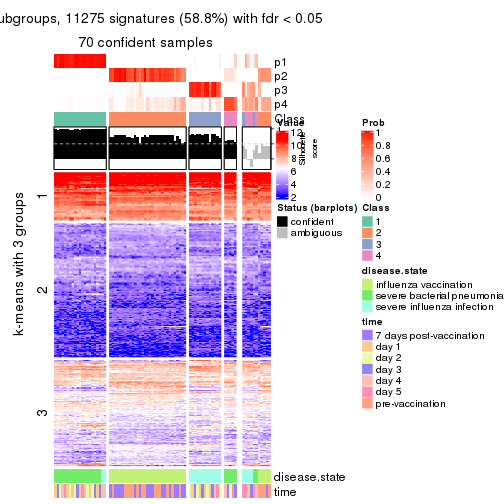 ubgroups, 11275 signatures (58.8%) with fdr < 0.05
70 confident samples
p1
p2
p3
p4
Class
1
2
3
k-means with 3 groups
disease.state
time
Value
12
10
8
6
4
2
Silhouette
score
Status (barplots)
confident
ambiguous
Prob
1
0.8
0.6
0.4
0.2
0
Class
1
2
3
4
disease.state
influenza vaccination
severe bacterial pneumonia
severe influenza infection
time
7 days post-vaccination
day 1
day 2
day 3
day 4
day 5
pre-vaccination